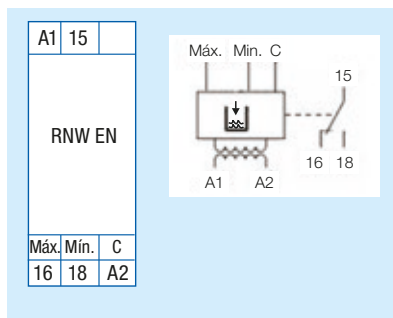 A1 15
RNW EN
Máx. Mín. C
16 18 A2
Máx. Min. C
15
16 18
A1 A2